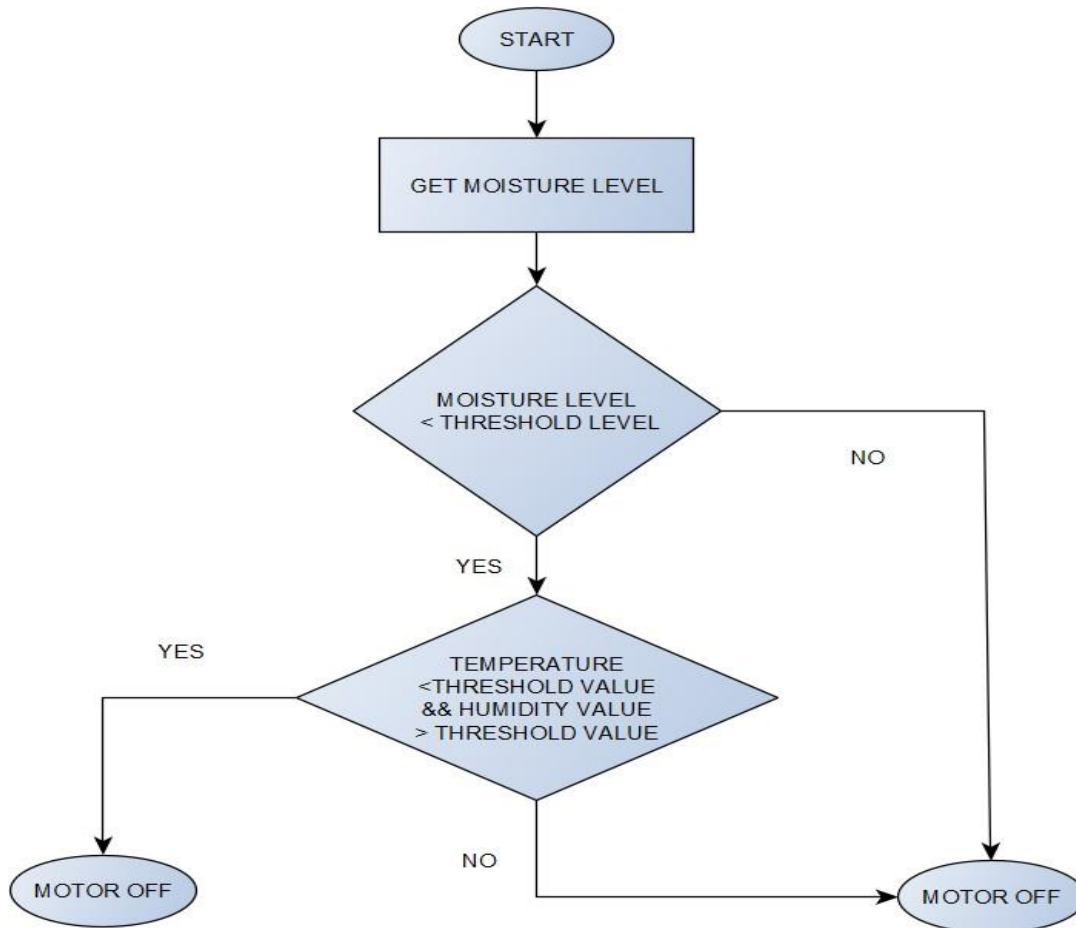 START
GET MOISTURE LEVEL
MOISTURE LEVEL
< THRESHOLD LEVEL
NO
YES
YES
TEMPERATURE
<THRESHOLD VALUE
&& HUMIDITY VALUE
> THRESHOLD VALUE
NO
MOTOR OFF
MOTOR OFF